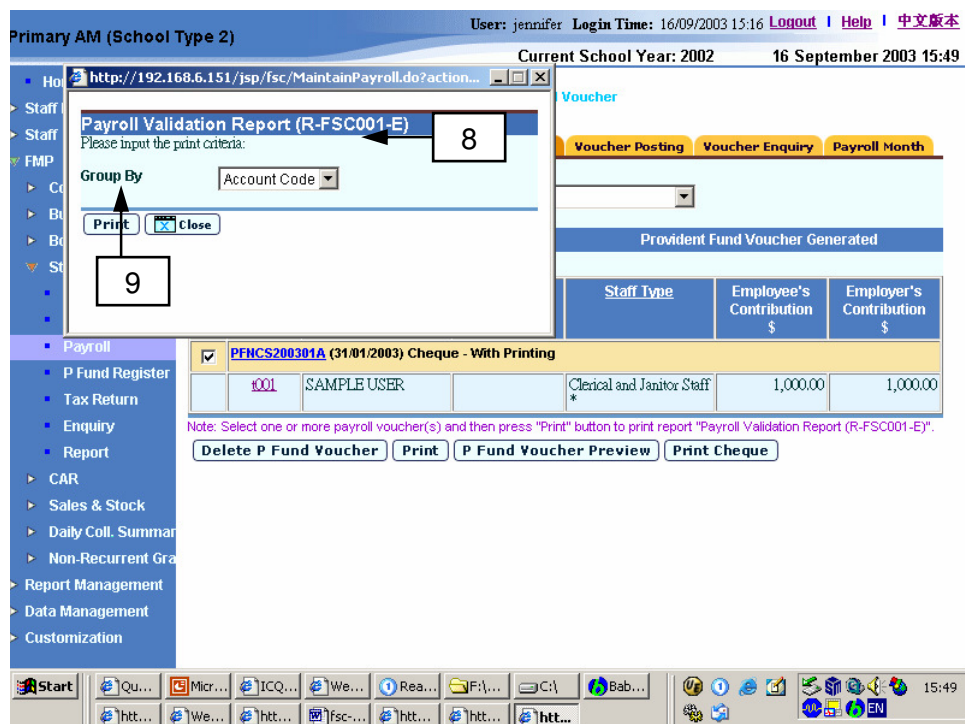 User: jennifer Login Time: 16/09/2003 15:16 Logout | Help | 中文版本
Primary AM (School Type 2)
Current School Year: 2002 16 September 2003 15:49
http://192.168.6.151/jsp/fsc/MaintainPayroll.do?action...
Payroll Validation Report (R-FSC001-E)
Please input the print criteria:
Group By Account Code
Print Close
8
9
Voucher
Voucher Posting Voucher Enquiry Payroll Month
Provident Fund Voucher Generated
Staff Type Employee's Contribution $ Employer's Contribution $
PFNCS200301A (31/01/2003) Cheque - With Printing
t001 SAMPLE USER Clerical and Janitor Staff * 1,000.00 1,000.00
Note: Select one or more payroll voucher(s) and then press "Print" button to print report "Payroll Validation Report (R-FSC001-E)".
Delete P Fund Voucher Print P Fund Voucher Preview Print Cheque
Ho
Staff
Staff
FMP
Co
Bu
Bo
St
Payroll
P Fund Register
Tax Return
Enquiry
Report
CAR
Sales & Stock
Daily Coll. Summar
Non-Recurrent Gra
Report Management
Data Management
Customization
Start Qu... Micr... ICQ... We... Rea... F:\... C:\ Bab... 15:49
htt... We... htt... fsc-... htt... htt... htt... EN